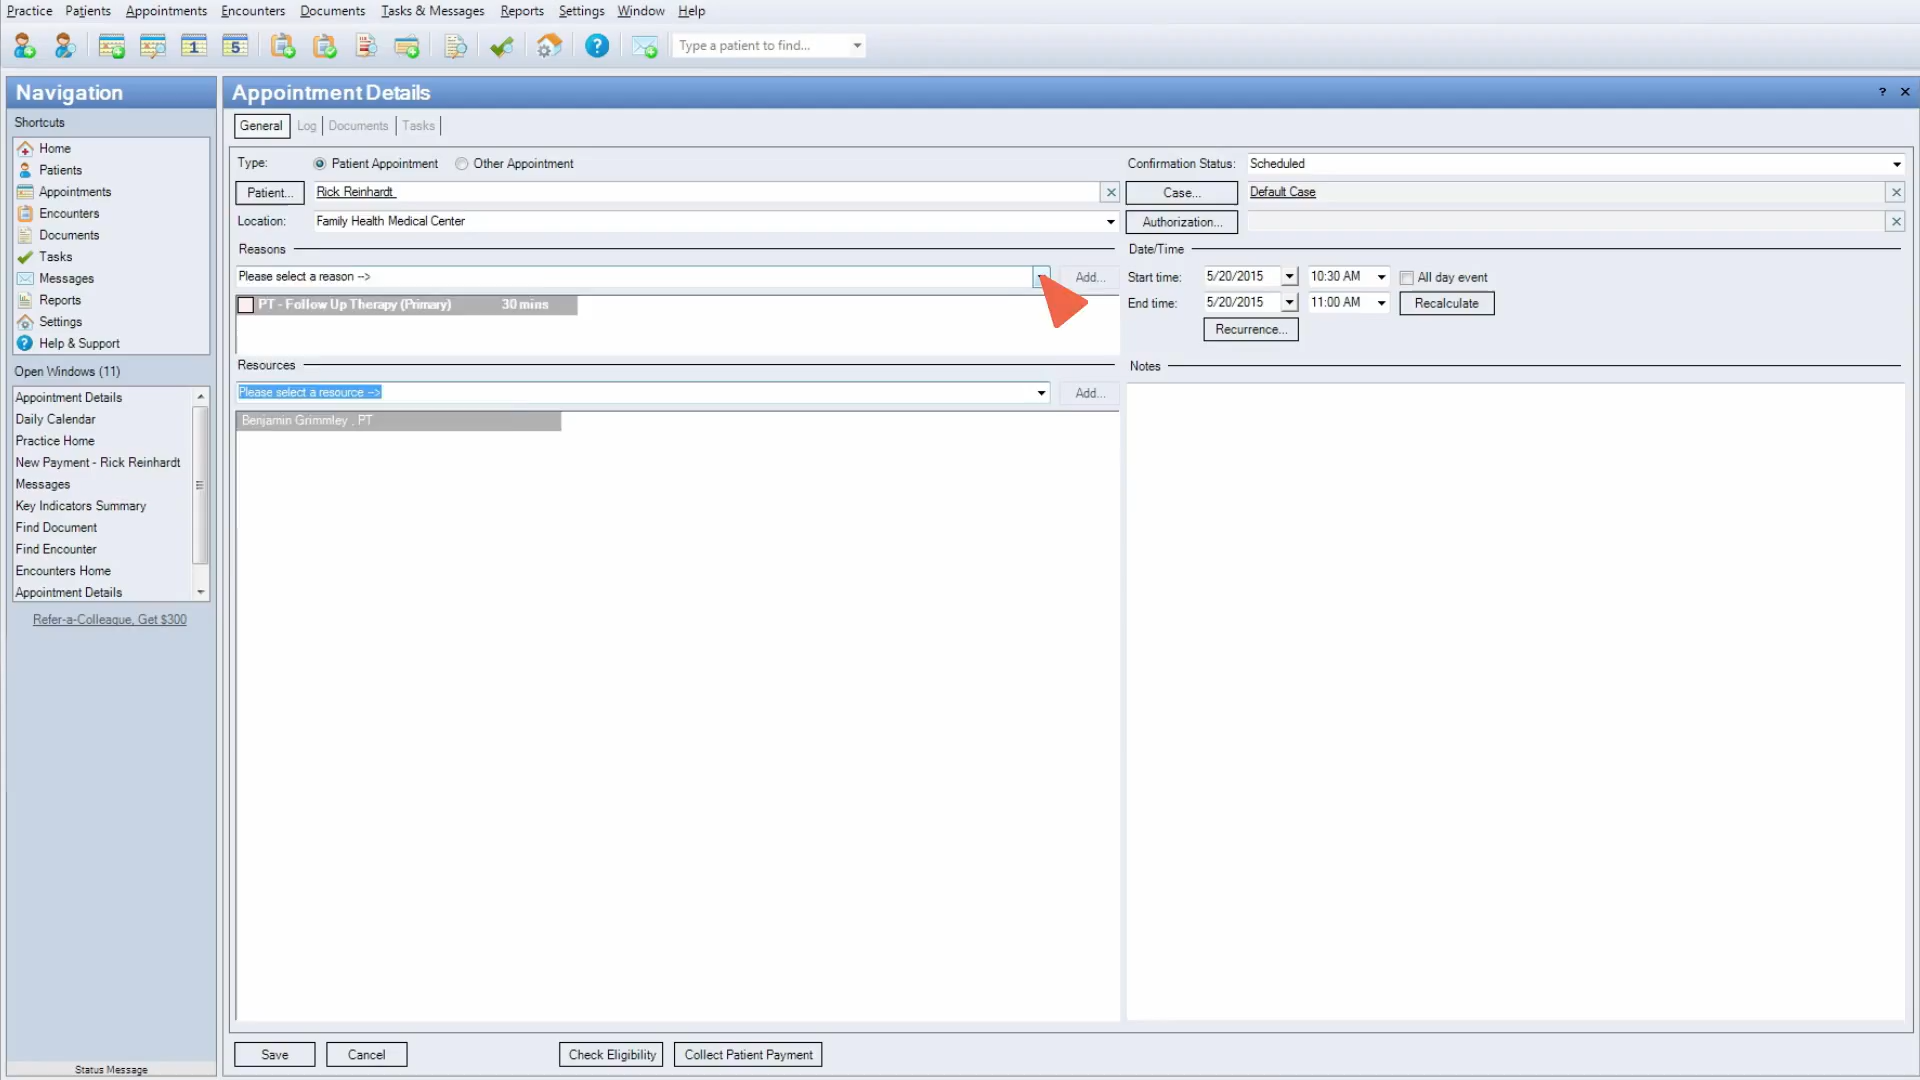 Practice Patients Appointments Encounters Documents Tasks & Messages Reports Settings Window Help
1 5 ? Type a patient to find...
Navigation
Shortcuts
Home
Patients
Appointments
Encounters
Documents
Tasks
Messages
Reports
Settings
Help & Support
Open Windows (11)
Appointment Details
Daily Calendar
Practice Home
New Payment - Rick Reinhardt
Messages
Key Indicators Summary
Find Document
Find Encounter
Encounters Home
Appointment Details
Refer-a-Colleague, Get $300
Status Message
Appointment Details
General Log Documents Tasks
Type: Patient Appointment Other Appointment
Patient... Rick Reinhardt
Location: Family Health Medical Center
Reasons
Please select a reason --> Add...
PT - Follow Up Therapy (Primary) 30 mins
Resources
Please select a resource --> Add...
Benjamin Grimmley , PT
Confirmation Status: Scheduled
Case... Default Case
Authorization...
Date/Time
Start time: 5/20/2015 10:30 AM All day event
End time: 5/20/2015 11:00 AM Recalculate
Recurrence...
Notes
Save Cancel Check Eligibility Collect Patient Payment